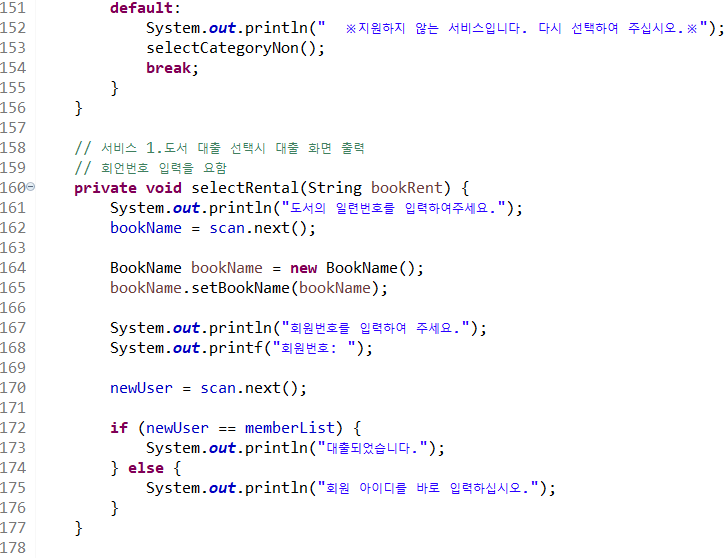 151         default:
152             System.out.println("  ※지원하지 않는 서비스입니다. 다시 선택하여 주십시오.※");
153             selectCategoryNon();
154             break;
155         }
156     }
157
158     // 서비스 1.도서 대출 선택시 대출 화면 출력
159     // 회언번호 입력을 요함
160     private void selectRental(String bookRent) {
161         System.out.println("도서의 일련번호를 입력하여주세요.");
162         bookName = scan.next();
163
164         BookName bookName = new BookName();
165         bookName.setBookName(bookName);
166
167         System.out.println("회원번호를 입력하여 주세요.");
168         System.out.printf("회원번호: ");
169
170         newUser = scan.next();
171
172         if (newUser == memberList) {
173             System.out.println("대출되었습니다.");
174         } else {
175             System.out.println("회원 아이디를 바로 입력하십시오.");
176         }
177     }
178